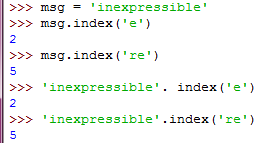 >>> msg = 'inexpressible'
>>> msg.index('e')
2
>>> msg.index('re')
5
>>> 'inexpressible'. index('e')
2
>>> 'inexpressible'.index('re')
5